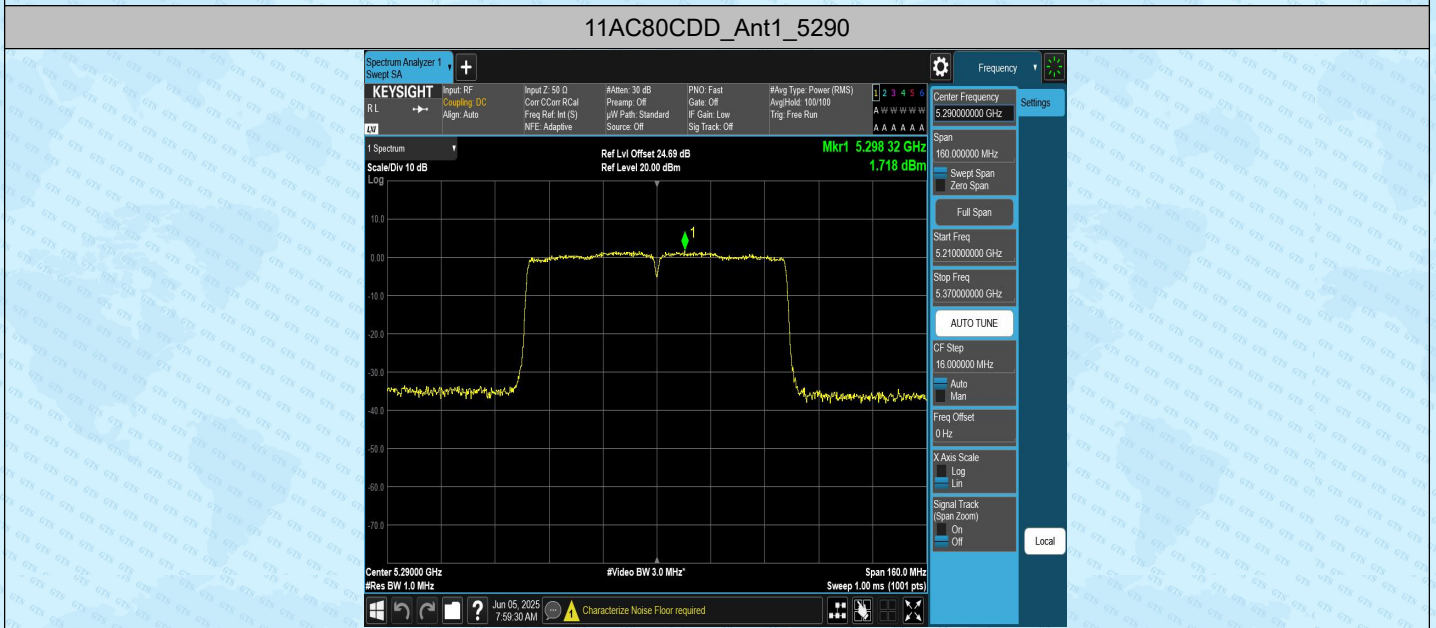 11AC80CDD_Ant1_5290
Spectrum Analyzer 1
Swept SA
Frequency
KEYSIGHT
R L
LXI
Input: RF
Coupling: DC
Align: Auto
Input Z: 50 Ω
Corr CCorr RCal
Freq Ref: Int (S)
NFE: Adaptive
#Atten: 30 dB
Preamp: Off
µW Path: Standard
Source: Off
PNO: Fast
Gate: Off
IF Gain: Low
Sig Track: Off
#Avg Type: Power (RMS)
Avg|Hold: 100/100
Trig: Free Run
1 2 3 4 5 6
A W W W W W
A A A A A A
1 Spectrum
Scale/Div 10 dB
Log
Ref Lvl Offset 24.69 dB
Ref Level 20.00 dBm
Mkr1 5.298 32 GHz
1.718 dBm
1
10.0
0.00
-10.0
-20.0
-30.0
-40.0
-50.0
-60.0
-70.0
Center 5.29000 GHz
#Res BW 1.0 MHz
#Video BW 3.0 MHz*
Span 160.0 MHz
Sweep 1.00 ms (1001 pts)
Center Frequency
5.290000000 GHz
Settings
Span
160.000000 MHz
Swept Span
Zero Span
Full Span
Start Freq
5.210000000 GHz
Stop Freq
5.370000000 GHz
AUTO TUNE
CF Step
16.000000 MHz
Auto
Man
Freq Offset
0 Hz
X Axis Scale
Log
Lin
Signal Track
(Span Zoom)
On
Off
Local
?
Jun 05, 2025
7:59:30 AM
1
Characterize Noise Floor required